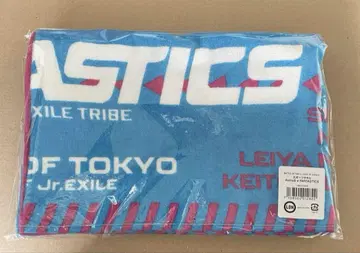 ASTICS
EXILE TRIBE
OF TOKYO
Jr.EXILE
LEIYA
KEIT